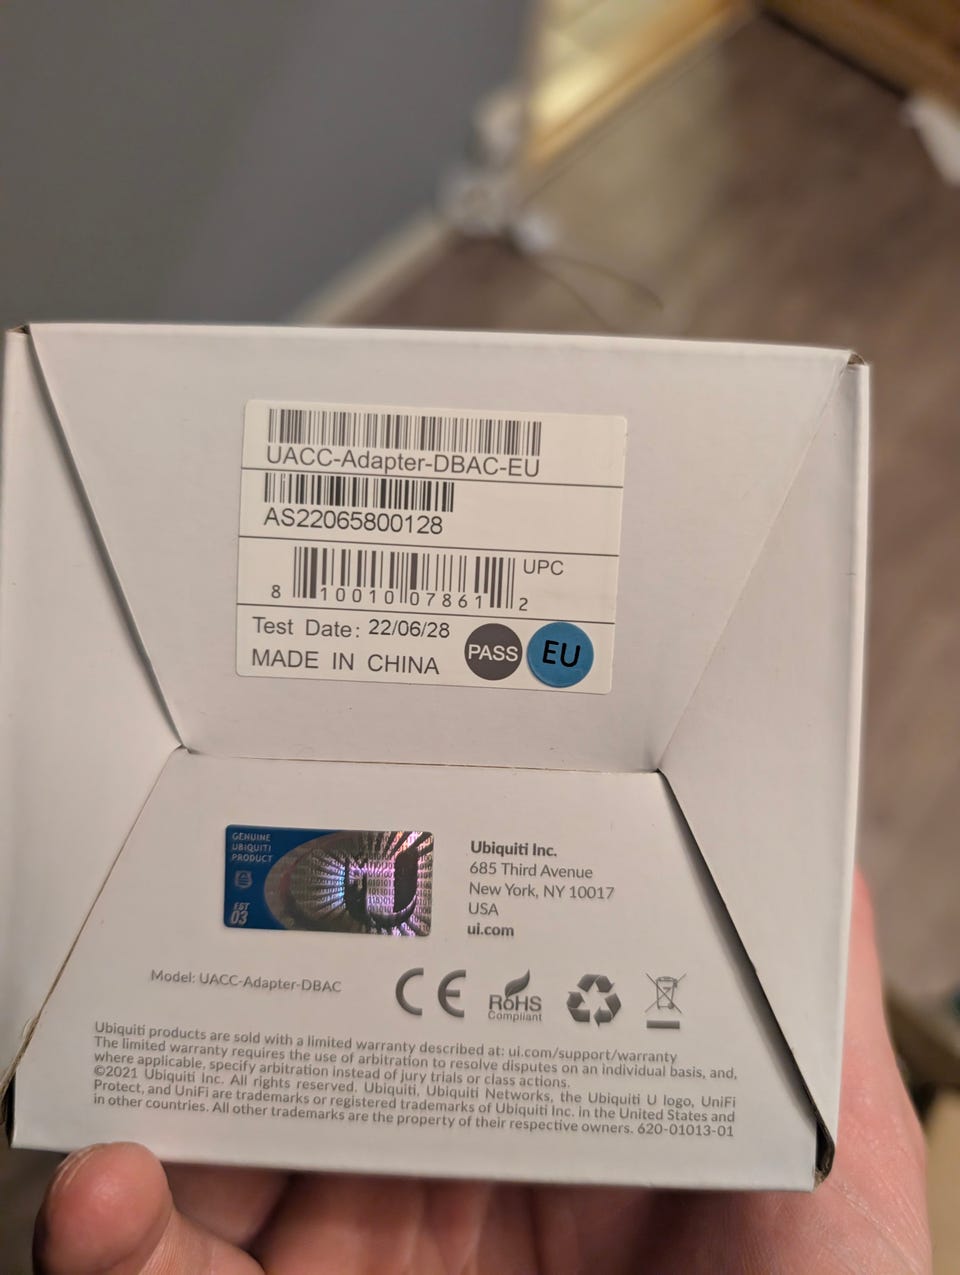 UACC-Adapter-DBAC-EU
AS22065800128
UPC
8 10010 07861 2
Test Date: 22/06/28
MADE IN CHINA
PASS
EU
GENUINE
UBIQUITI
PRODUCT
EST
03
Ubiquiti Inc.
685 Third Avenue
New York, NY 10017
USA
ui.com
Model: UACC-Adapter-DBAC
CE
RoHS
Compliant
Ubiquiti products are sold with a limited warranty described at: ui.com/support/warranty
The limited warranty requires the use of arbitration to resolve disputes on an individual basis, and,
where applicable, specify arbitration instead of jury trials or class actions.
©2021 Ubiquiti Inc. All rights reserved. Ubiquiti, Ubiquiti Networks, the Ubiquiti U logo, UniFi
Protect, and UniFi are trademarks or registered trademarks of Ubiquiti Inc. in the United States and
in other countries. All other trademarks are the property of their respective owners. 620-01013-01